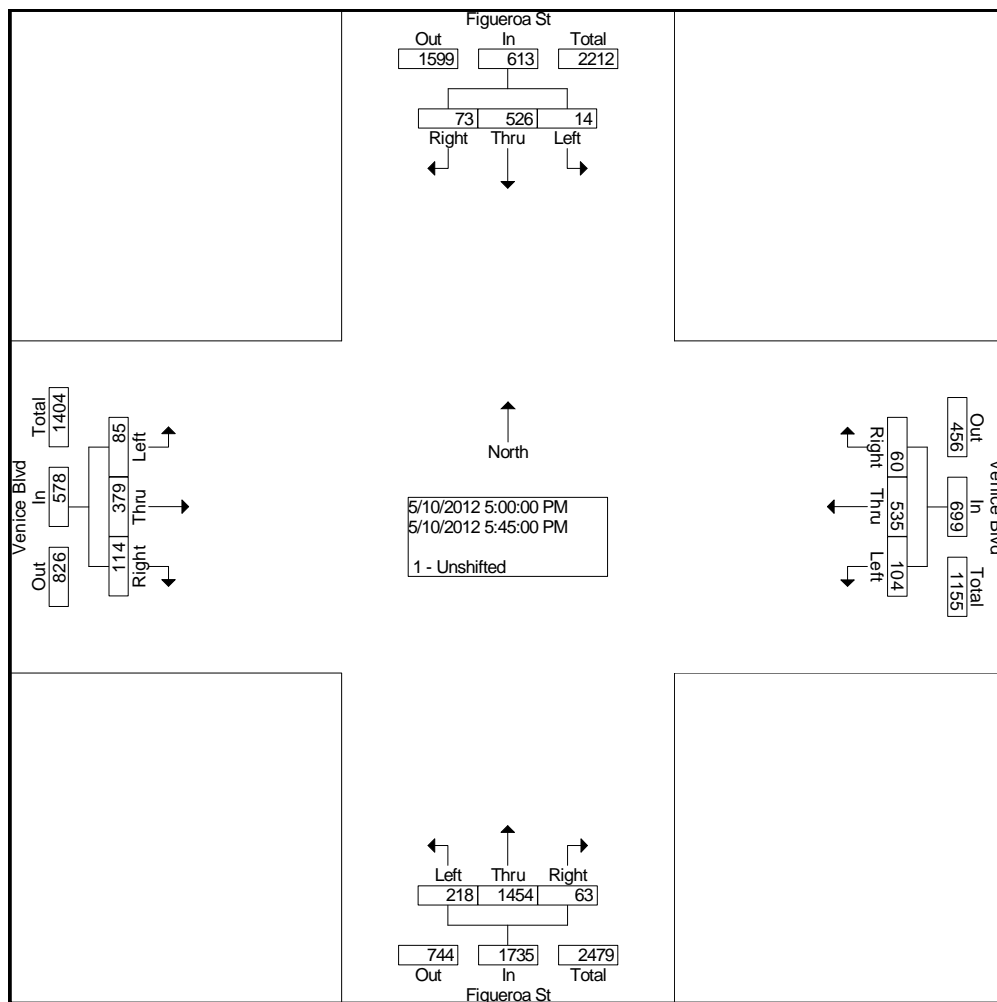 Figueroa St
Out In Total
1599 613 2212
73 526 14
Right Thru Left
Venice Blvd
Total In Out
1404 578 826
85 379 114
Left Thru Right
North
5/10/2012 5:00:00 PM
5/10/2012 5:45:00 PM
1 - Unshifted
Right Thru Left
60 535 104
Out In Total
456 699 1155
Venice Blvd
Left Thru Right
218 1454 63
744 1735 2479
Out In Total
Figueroa St